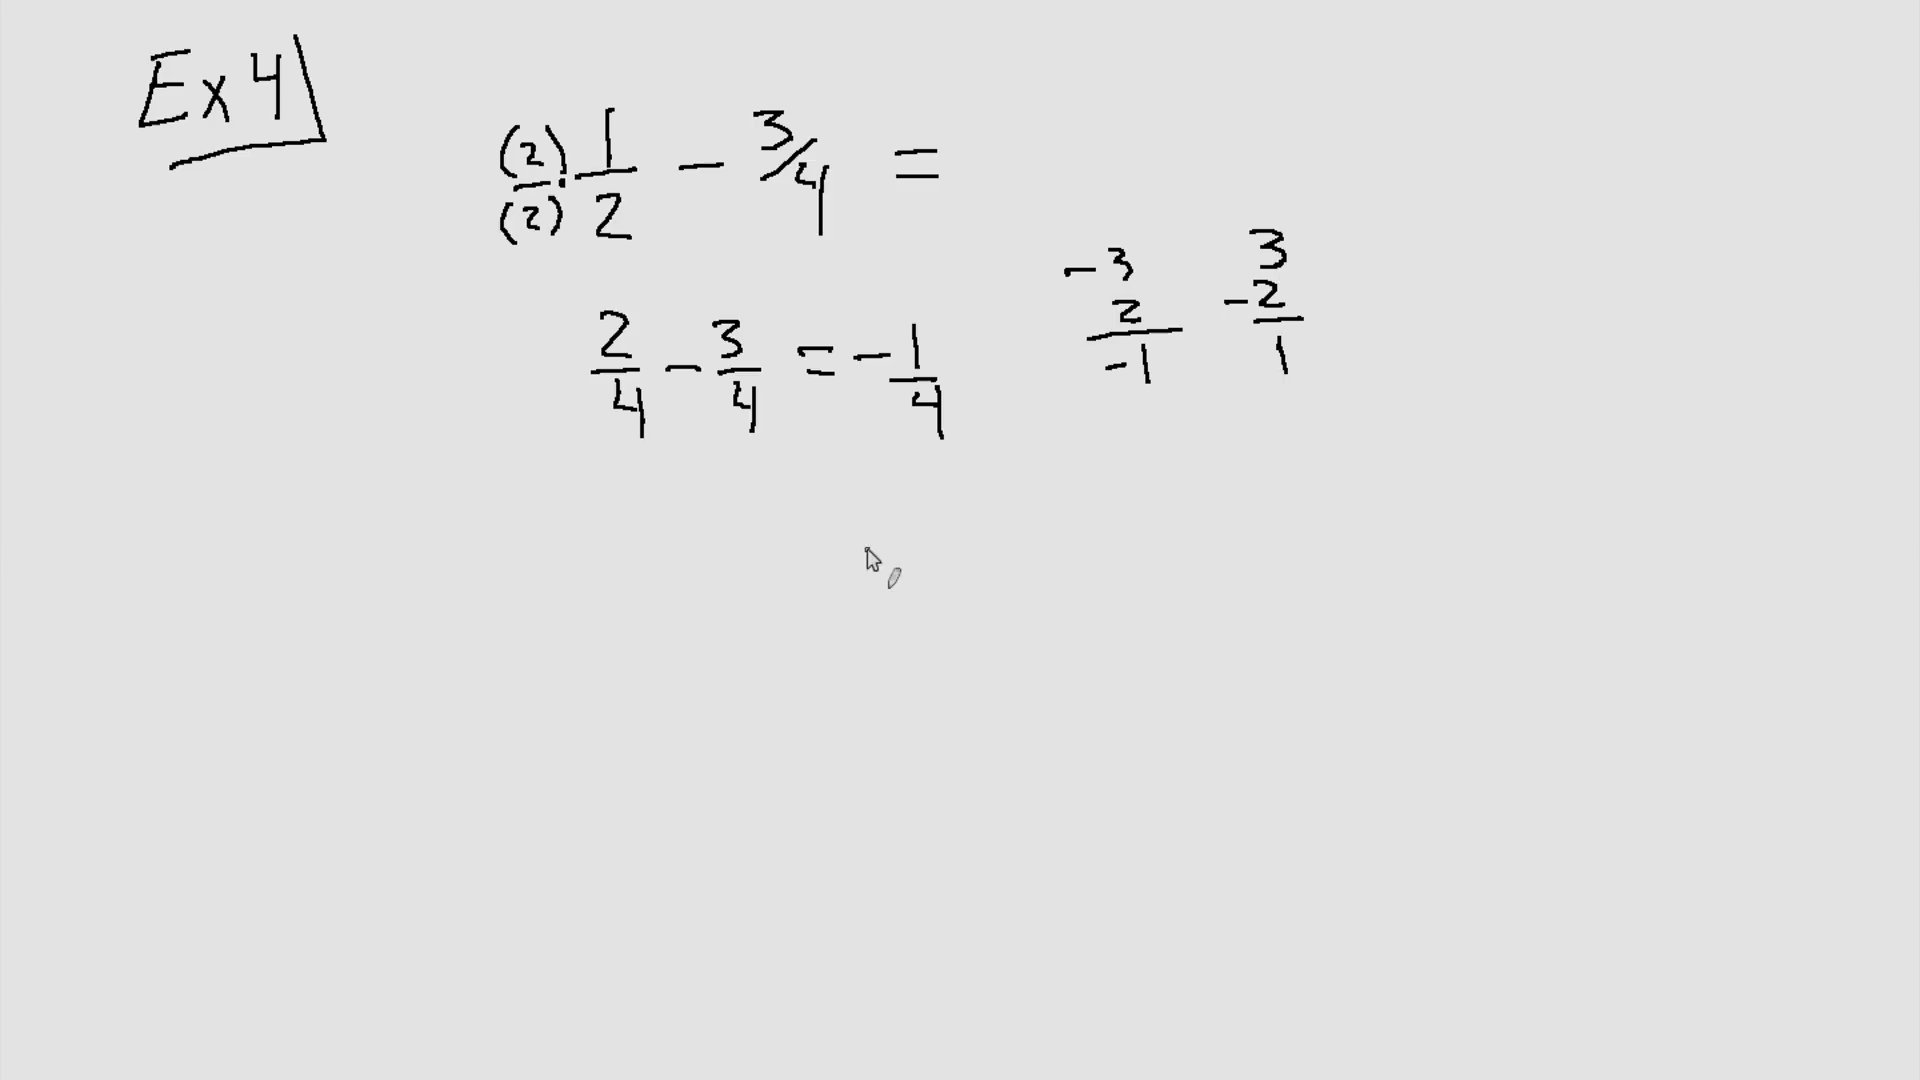 Ex 4
(2)/(2) · 1/2 - 3/4 =
2/4 - 3/4 = - 1/4
-3
2
-1
3
-2
1